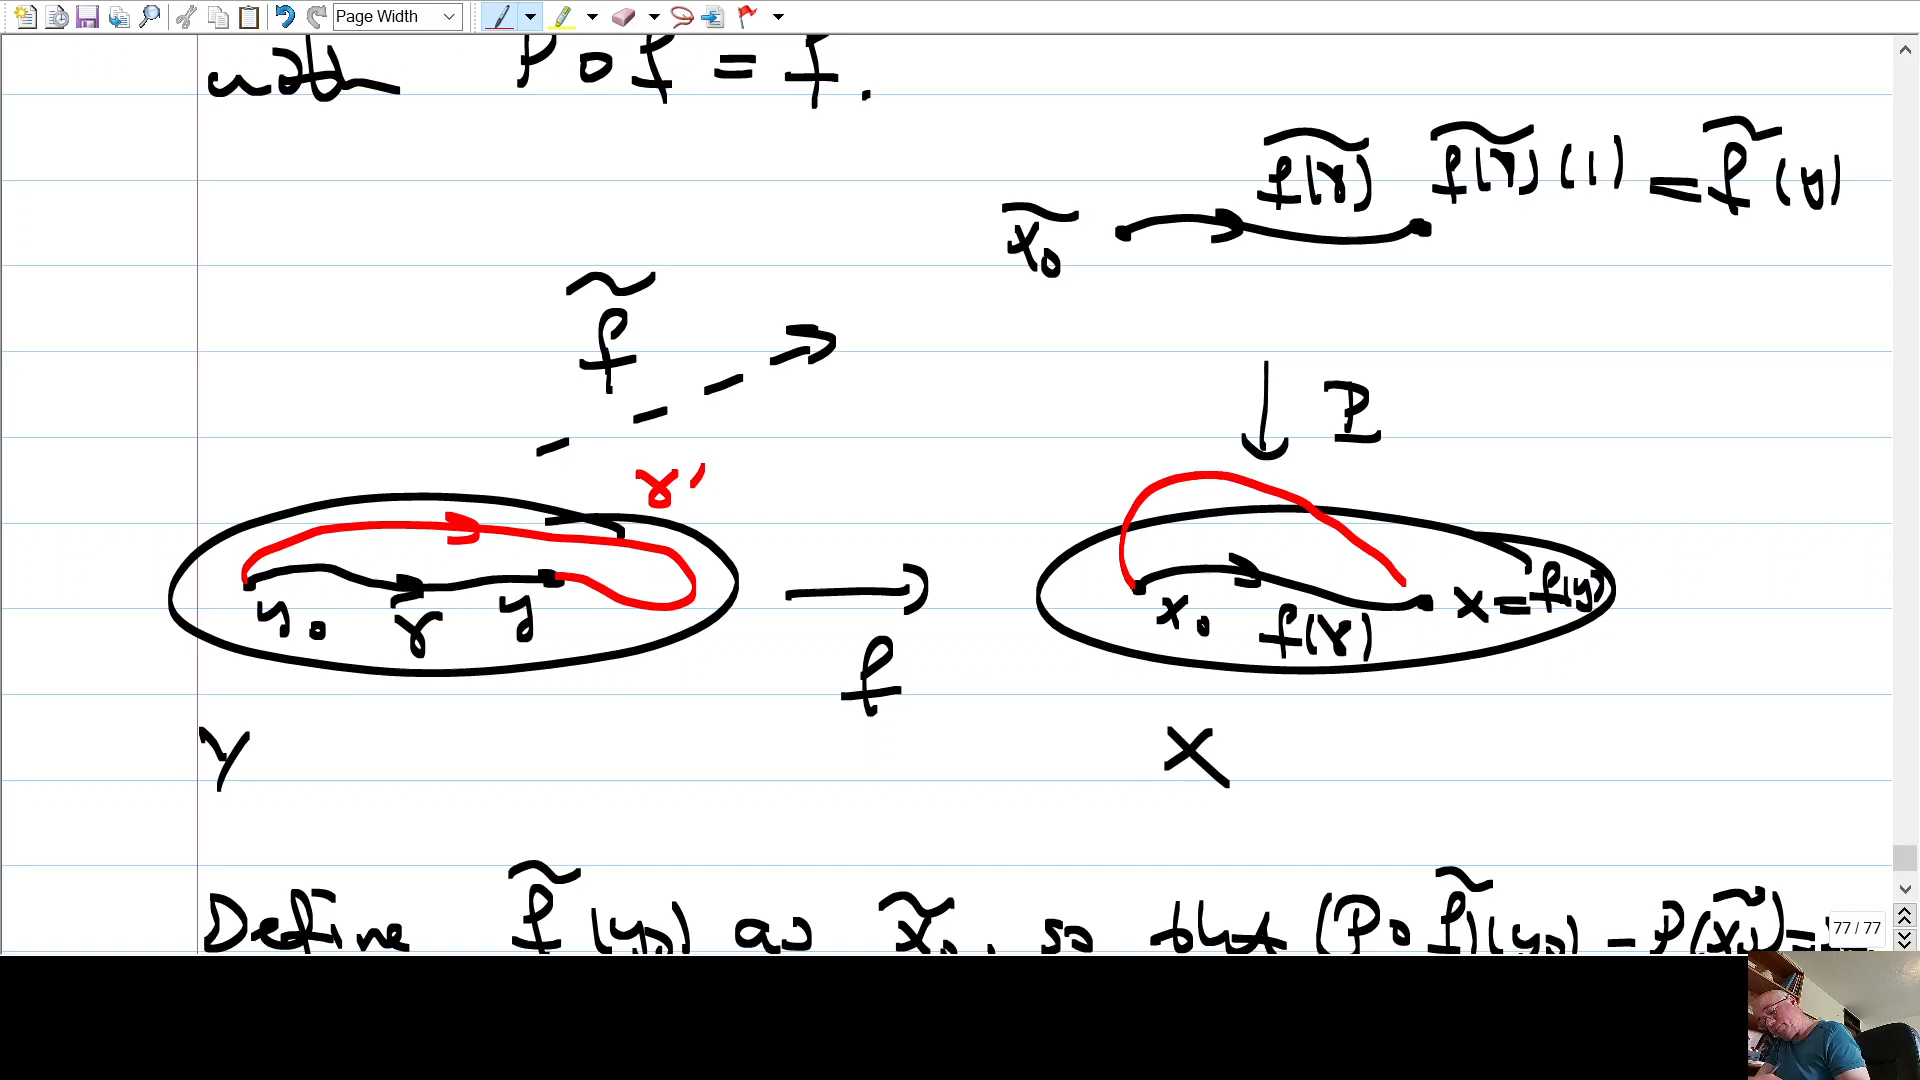 Page Width
with P o f̃ = f.
f̃(γ) f̃(γ)(1) = f̃(y)
x̃₀
f̃
P
γ'
y₀ γ y
x₀ f(γ) x = f(y)
f
Y X
Define f̃(y₀) as x̃₀, so that (P o f̃)(y₀) = P(x̃₀) =
77 / 77